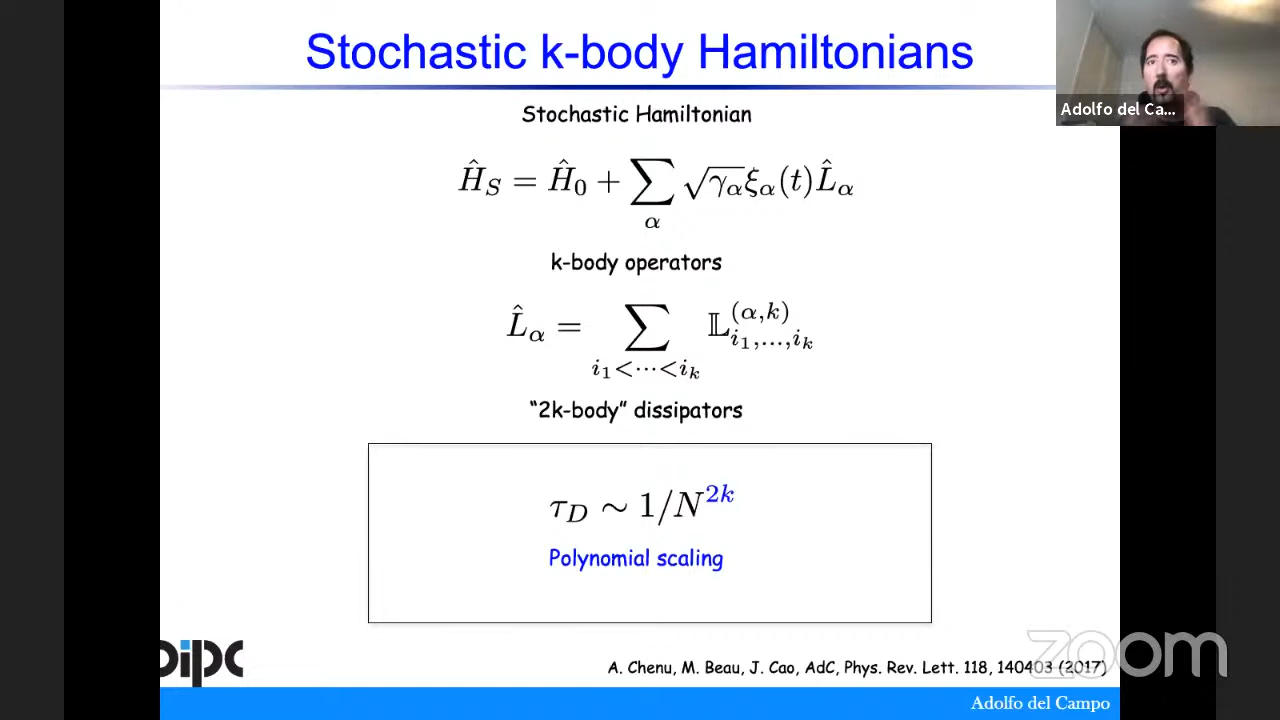 Stochastic k-body Hamiltonians
Adolfo del Ca...
Stochastic Hamiltonian
Ĥ_S = Ĥ_0 + ∑_α √γ_α ξ_α(t) L̂_α
k-body operators
L̂_α = ∑_{i_1<⋯<i_k} 𝕃^{(α,k)}_{i_1,…,i_k}
“2k-body” dissipators
τ_D ∼ 1/N^{2k}
Polynomial scaling
dipc
zoom
A. Chenu, M. Beau, J. Cao, AdC, Phys. Rev. Lett. 118, 140403 (2017)
Adolfo del Campo